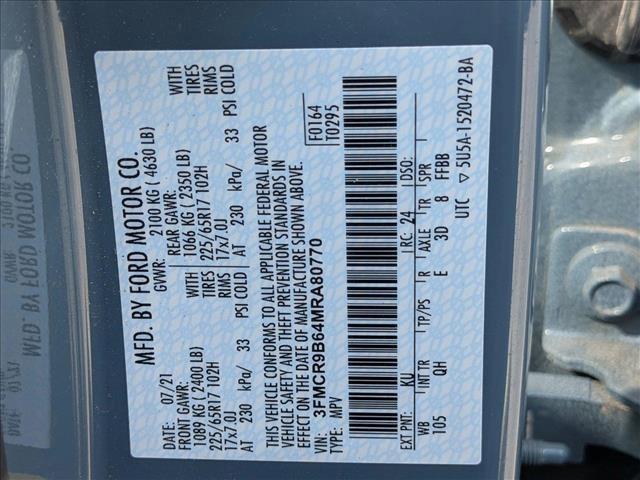 MFD. BY FORD MOTOR CO.
DATE: 07/21
GVWR: 2100 KG ( 4630 LB)
FRONT GAWR:
1089 KG ( 2400 LB)
WITH
225/65R17 102H
TIRES
17x7.0J
RIMS
AT 230 kPa/ 33 PSI COLD
REAR GAWR:
1066 KG ( 2350 LB)
WITH
225/65R17 102H
TIRES
17x7.0J
RIMS
AT 230 kPa/ 33 PSI COLD
THIS VEHICLE CONFORMS TO ALL APPLICABLE FEDERAL MOTOR
VEHICLE SAFETY AND THEFT PREVENTION STANDARDS IN
EFFECT ON THE DATE OF MANUFACTURE SHOWN ABOVE.
VIN: 3FMCR9B64MRA80770
TYPE: MPV
F0164
T0295
EXT PNT: KU
RC: 24
DSO:
WB INT TR TP/PS R AXLE TR SPR
105 QH E 3D 8 FFBB
UTC ▽5U5A-1520472-BA